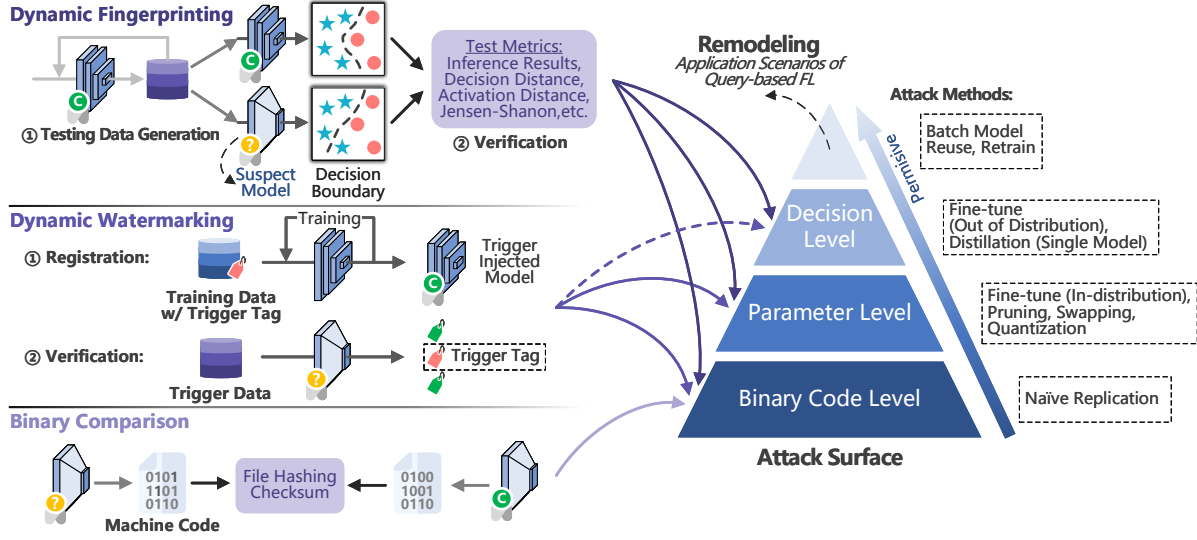 Dynamic Fingerprinting
C
① Testing Data Generation
C
?
Suspect
Model
Decision
Boundary
Test Metrics:
Inference Results,
Decision Distance,
Activation Distance,
Jensen-Shanon,etc.
② Verification
Dynamic Watermarking
① Registration:
Training Data
w/ Trigger Tag
Training
C
Trigger
Injected
Model
② Verification:
Trigger Data
?
Trigger Tag
Binary Comparison
?
0101
1101
0110
Machine Code
File Hashing
Checksum
0100
1001
0110
C
Remodeling
Application Scenarios of
Query-based FL
Decision
Level
Parameter Level
Binary Code Level
Attack Surface
Permisive
Attack Methods:
Batch Model
Reuse, Retrain
Fine-tune
(Out of Distribution),
Distillation (Single Model)
Fine-tune (In-distribution),
Pruning, Swapping,
Quantization
Naïve Replication